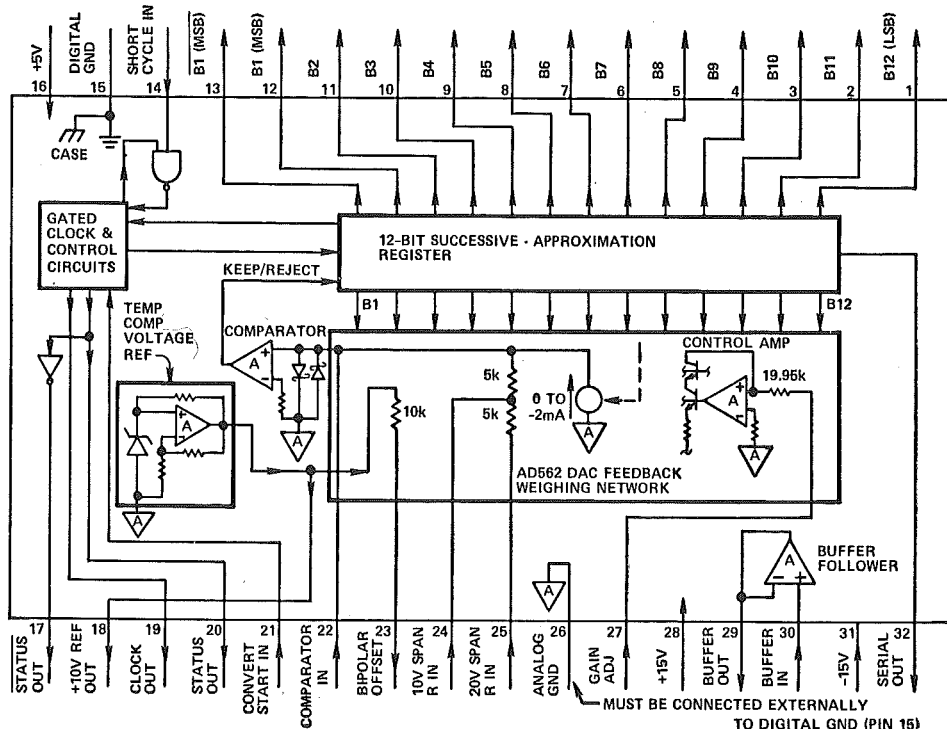 +5V
DIGITAL
GND
SHORT
CYCLE IN
B1 (MSB)
B1 (MSB)
B2
B3
B4
B5
B6
B7
B8
B9
B10
B11
B12 (LSB)
16
15
14
13
12
11
10
9
8
7
6
5
4
3
2
1
CASE
GATED
CLOCK &
CONTROL
CIRCUITS
12-BIT SUCCESSIVE - APPROXIMATION
REGISTER
KEEP/REJECT
B1
B12
TEMP
COMP
VOLTAGE
REF
COMPARATOR
CONTROL AMP
A
+
-
5k
5k
10k
0 TO
-2mA
19.95k
A
+
-
A
A
A
A
+
-
A
A
AD562 DAC FEEDBACK
WEIGHING NETWORK
BUFFER
FOLLOWER
A
- +
A
17
18
19
20
21
22
23
24
25
26
27
28
29
30
31
32
STATUS
OUT
+10V REF
OUT
CLOCK
OUT
STATUS
OUT
CONVERT
START IN
COMPARATOR
IN
BIPOLAR
OFFSET
10V SPAN
R IN
20V SPAN
R IN
ANALOG
GND
GAIN
ADJ
+15V
BUFFER
OUT
BUFFER
IN
-15V
SERIAL
OUT
MUST BE CONNECTED EXTERNALLY
TO DIGITAL GND (PIN 15)